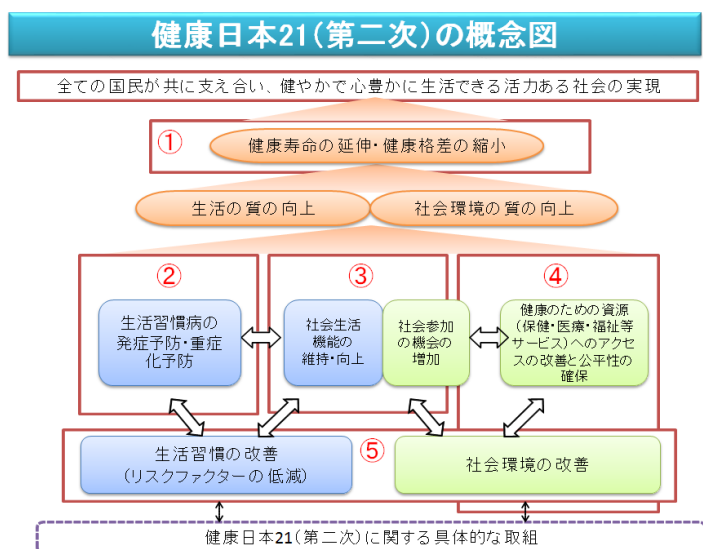 健康日本21(第二次)の概念図
全ての国民が共に支え合い、健やかで心豊かに生活できる活力ある社会の実現
①
健康寿命の延伸・健康格差の縮小
生活の質の向上
社会環境の質の向上
②
③
④
生活習慣病の
発症予防・重症
化予防
社会生活
機能の
維持・向上
社会参加
の機会の
増加
健康のための資源
(保健・医療・福祉等
サービス)へのアクセ
スの改善と公平性の
確保
⑤
生活習慣の改善
(リスクファクターの低減)
社会環境の改善
健康日本21(第二次)に関する具体的な取組